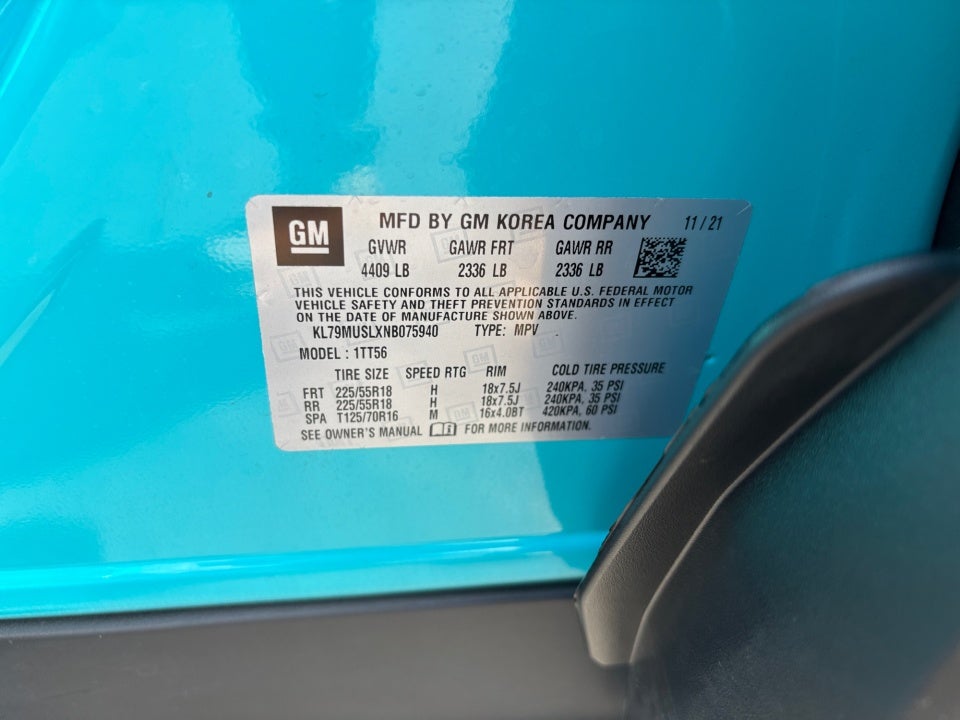 GM MFD BY GM KOREA COMPANY 11/21
GVWR GAWR FRT GAWR RR
4409 LB 2336 LB 2336 LB
THIS VEHICLE CONFORMS TO ALL APPLICABLE U.S. FEDERAL MOTOR
VEHICLE SAFETY AND THEFT PREVENTION STANDARDS IN EFFECT
ON THE DATE OF MANUFACTURE SHOWN ABOVE.
KL79MUSLXNB075940 TYPE: MPV
MODEL : 1TT56
TIRE SIZE SPEED RTG RIM COLD TIRE PRESSURE
FRT 225/55R18 H 18x7.5J 240KPA, 35 PSI
RR 225/55R18 H 18x7.5J 240KPA, 35 PSI
SPA T125/70R16 M 16x4.0BT 420KPA, 60 PSI
SEE OWNER'S MANUAL FOR MORE INFORMATION.